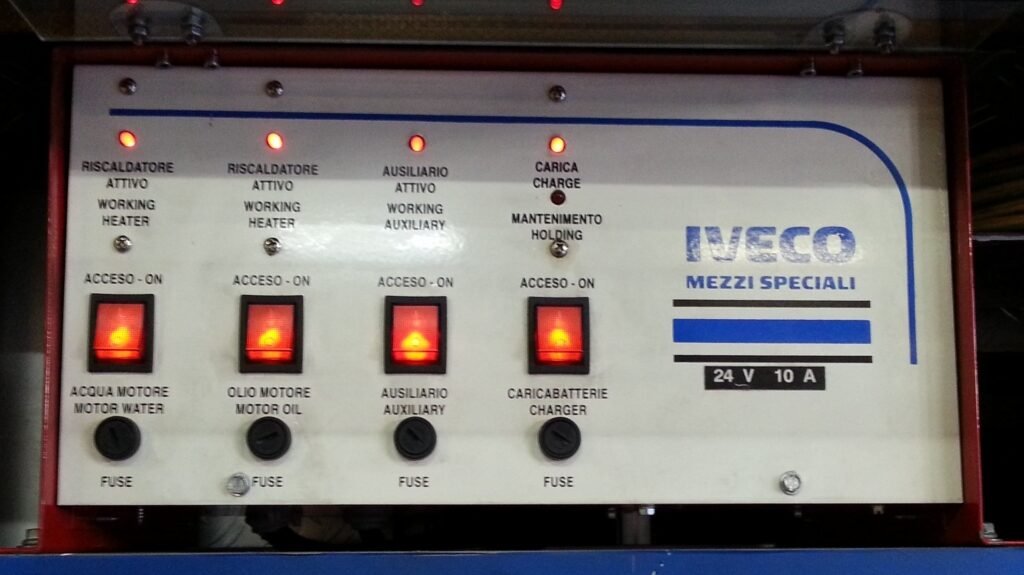 RISCALDATORE
ATTIVO
WORKING
HEATER
RISCALDATORE
ATTIVO
WORKING
HEATER
AUSILIARIO
ATTIVO
WORKING
AUXILIARY
CARICA
CHARGE
MANTENIMENTO
HOLDING
IVECO
MEZZI SPECIALI
24 V 10 A
ACCESO - ON
ACCESO - ON
ACCESO - ON
ACCESO - ON
ACQUA MOTORE
MOTOR WATER
OLIO MOTORE
MOTOR OIL
AUSILIARIO
AUXILIARY
CARICABATTERIE
CHARGER
FUSE
FUSE
FUSE
FUSE